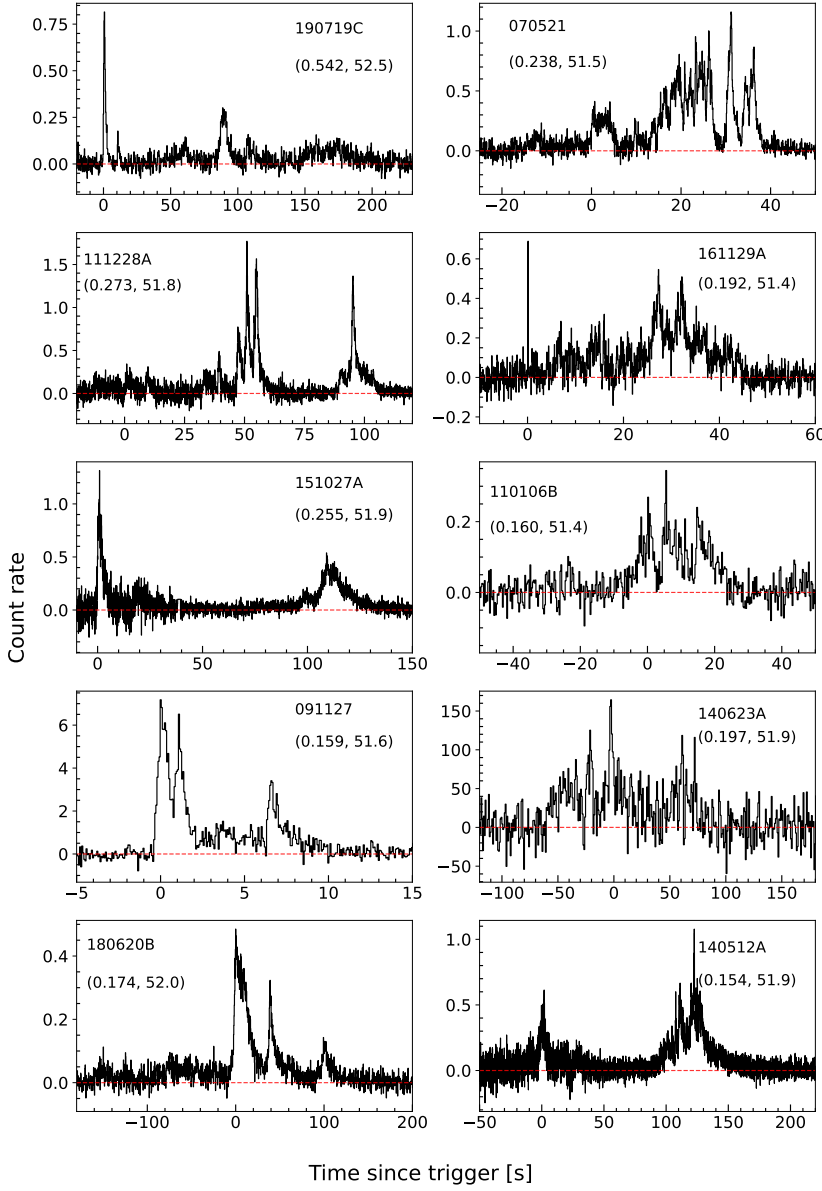 190719C
(0.542, 52.5)
0.75
0.50
0.25
0.00
0 50 100 150 200
070521
(0.238, 51.5)
1.0
0.5
0.0
−20 0 20 40
111228A
(0.273, 51.8)
1.5
1.0
0.5
0.0
0 25 50 75 100
161129A
(0.192, 51.4)
0.6
0.4
0.2
0.0
−0.2
0 20 40 60
151027A
(0.255, 51.9)
1.0
0.5
0.0
0 50 100 150
110106B
(0.160, 51.4)
0.2
0.0
−40 −20 0 20 40
Count rate
091127
(0.159, 51.6)
6
4
2
0
−5 0 5 10 15
140623A
(0.197, 51.9)
150
100
50
0
−50
−100 −50 0 50 100 150
180620B
(0.174, 52.0)
0.4
0.2
0.0
−100 0 100 200
140512A
(0.154, 51.9)
1.0
0.5
0.0
−50 0 50 100 150 200
Time since trigger [s]